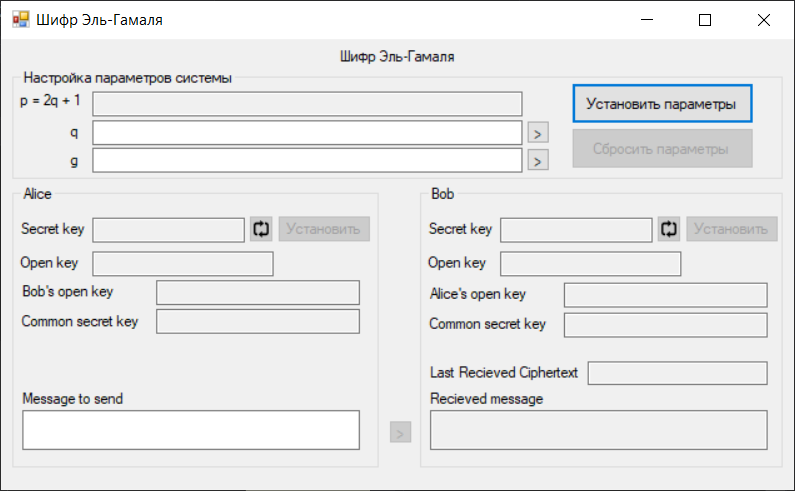 Шифр Эль-Гамаля
Шифр Эль-Гамаля
Настройка параметров системы
p = 2q + 1
Установить параметры
q
>
g
>
Сбросить параметры
Alice
Secret key
Установить
Open key
Bob's open key
Common secret key
Message to send
>
Bob
Secret key
Установить
Open key
Alice's open key
Common secret key
Last Recieved Ciphertext
Recieved message